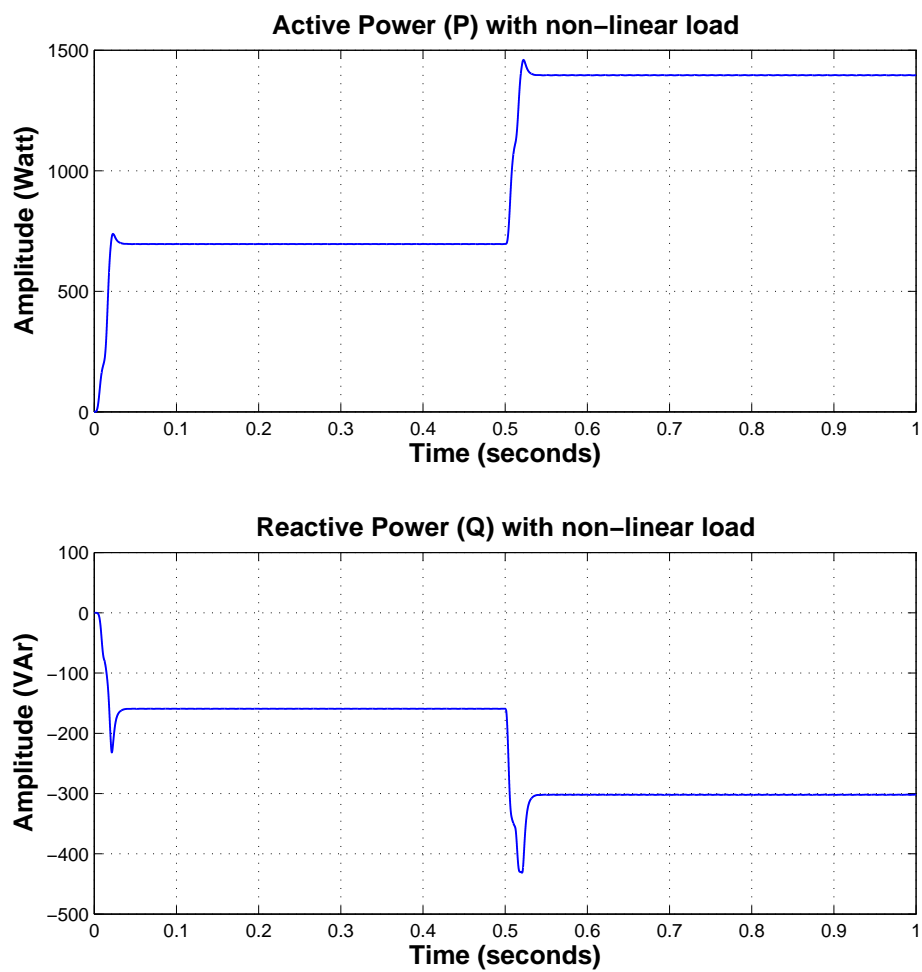 Active Power (P) with non−linear load
1500
1000
500
0
Amplitude (Watt)
0 0.1 0.2 0.3 0.4 0.5 0.6 0.7 0.8 0.9 1
Time (seconds)
Reactive Power (Q) with non−linear load
100
0
−100
−200
−300
−400
−500
Amplitude (VAr)
0 0.1 0.2 0.3 0.4 0.5 0.6 0.7 0.8 0.9 1
Time (seconds)